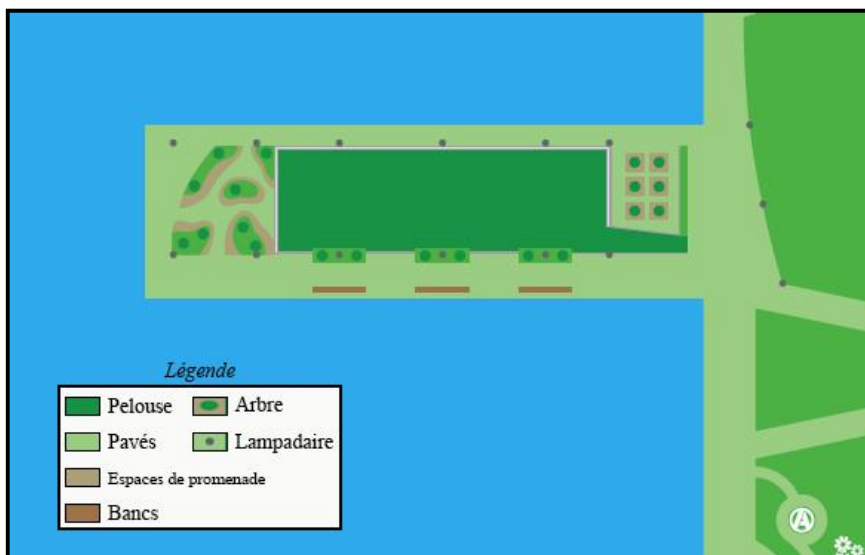 Légende
Pelouse
Arbre
Pavés
Lampadaire
Espaces de promenade
Bancs
A